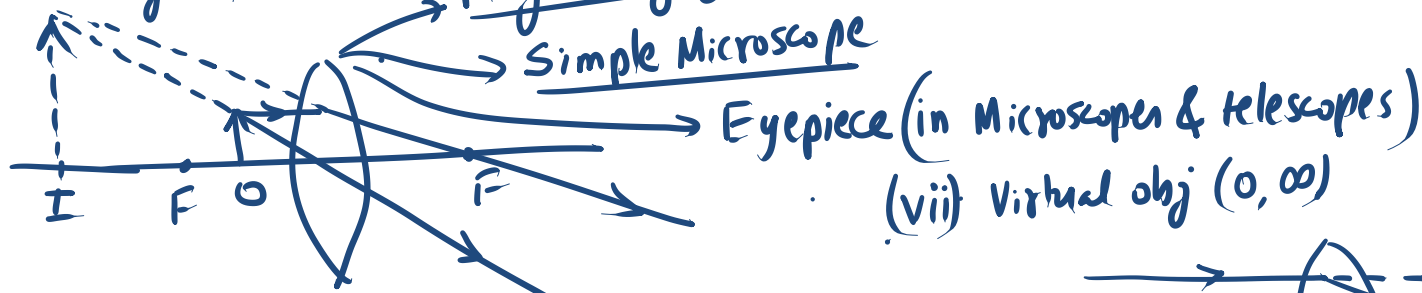 Simple Microscope
Eyepiece (in Microscopes & telescopes)
(vii) Virtual obj (0, ∞)
F
I
F
O